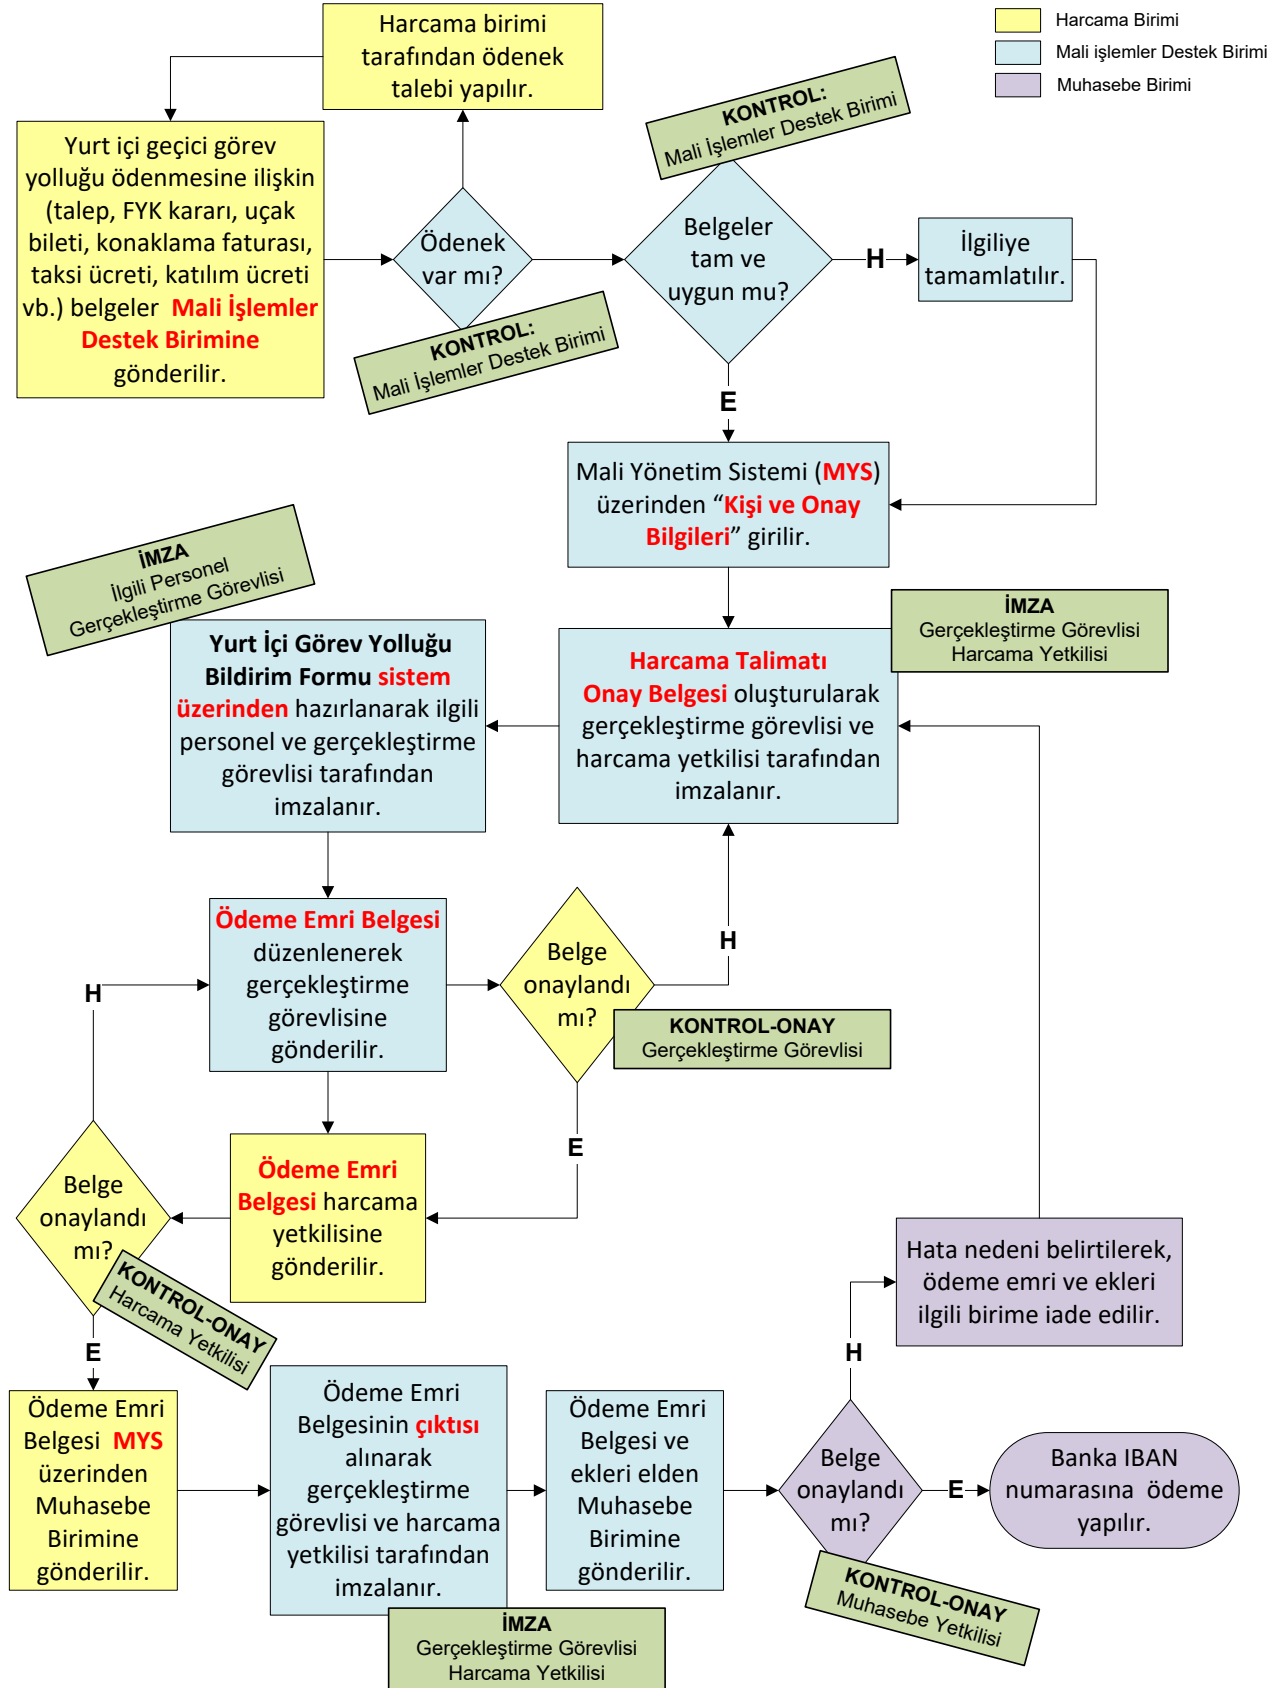 Harcama birimi
tarafından ödenek
talebi yapılır.
Harcama Birimi
Mali işlemler Destek Birimi
Muhasebe Birimi
Yurt içi geçici görev
yolluğu ödenmesine ilişkin
(talep, FYK kararı, uçak
bileti, konaklama faturası,
taksi ücreti, katılım ücreti
vb.) belgeler Mali İşlemler
Destek Birimine
gönderilir.
Ödenek
var mı?
KONTROL:
Mali İşlemler Destek Birimi
KONTROL:
Mali İşlemler Destek Birimi
Belgeler
tam ve
uygun mu?
H
İlgiliye
tamamlatılır.
E
Mali Yönetim Sistemi (MYS)
üzerinden “Kişi ve Onay
Bilgileri” girilir.
İMZA
Gerçekleştirme Görevlisi
Harcama Yetkilisi
Harcama Talimatı
Onay Belgesi oluşturularak
gerçekleştirme görevlisi ve
harcama yetkilisi tarafından
imzalanır.
İMZA
İlgili Personel
Gerçekleştirme Görevlisi
Yurt İçi Görev Yolluğu
Bildirim Formu sistem
üzerinden hazırlanarak ilgili
personel ve gerçekleştirme
görevlisi tarafından
imzalanır.
Ödeme Emri Belgesi
düzenlenerek
gerçekleştirme
görevlisine
gönderilir.
Belge
onaylandı
mı?
H
KONTROL-ONAY
Gerçekleştirme Görevlisi
E
Ödeme Emri
Belgesi harcama
yetkilisine
gönderilir.
H
Belge
onaylandı
mı?
KONTROL-ONAY
Harcama Yetkilisi
E
Ödeme Emri
Belgesi MYS
üzerinden
Muhasebe
Birimine
gönderilir.
Ödeme Emri
Belgesinin çıktısı
alınarak
gerçekleştirme
görevlisi ve harcama
yetkilisi tarafından
imzalanır.
İMZA
Gerçekleştirme Görevlisi
Harcama Yetkilisi
Ödeme Emri
Belgesi ve
ekleri elden
Muhasebe
Birimine
gönderilir.
Belge
onaylandı
mı?
KONTROL-ONAY
Muhasebe Yetkilisi
H
Hata nedeni belirtilerek,
ödeme emri ve ekleri
ilgili birime iade edilir.
E
Banka IBAN
numarasına ödeme
yapılır.